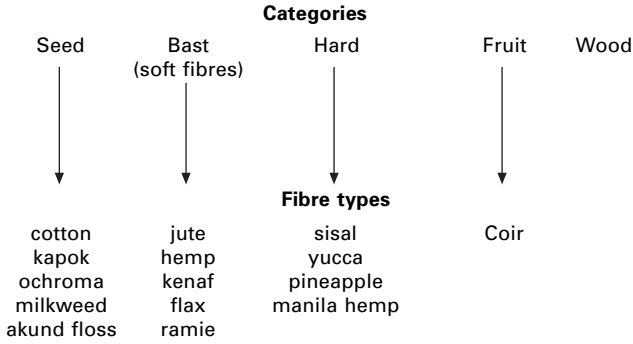 Categories
Seed Bast Hard Fruit Wood
(soft fibres)
Fibre types
cotton jute sisal Coir
kapok hemp yucca
ochroma kenaf pineapple
milkweed flax manila hemp
akund floss ramie